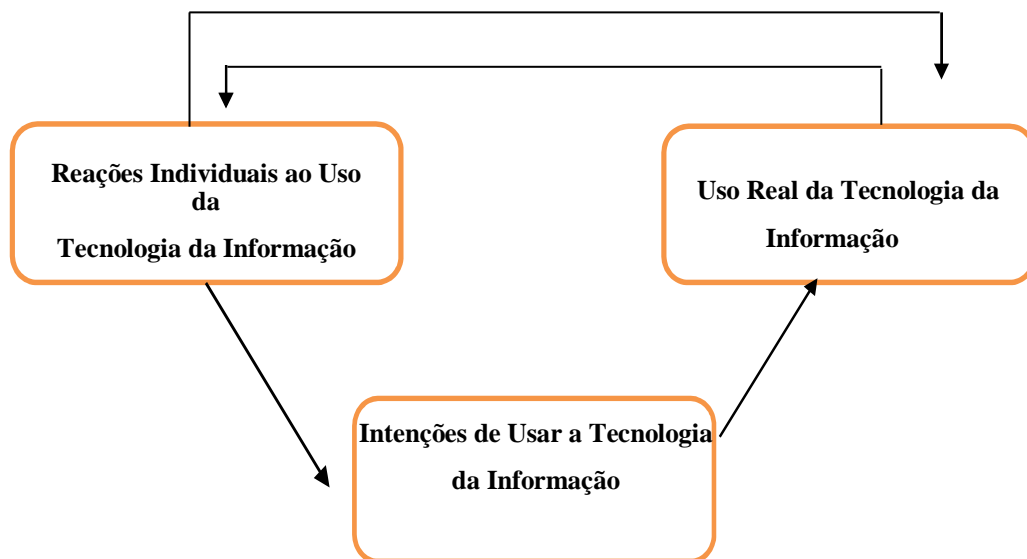 Reações Individuais ao Uso
da
Tecnologia da Informação
Uso Real da Tecnologia da
Informação
Intenções de Usar a Tecnologia
da Informação